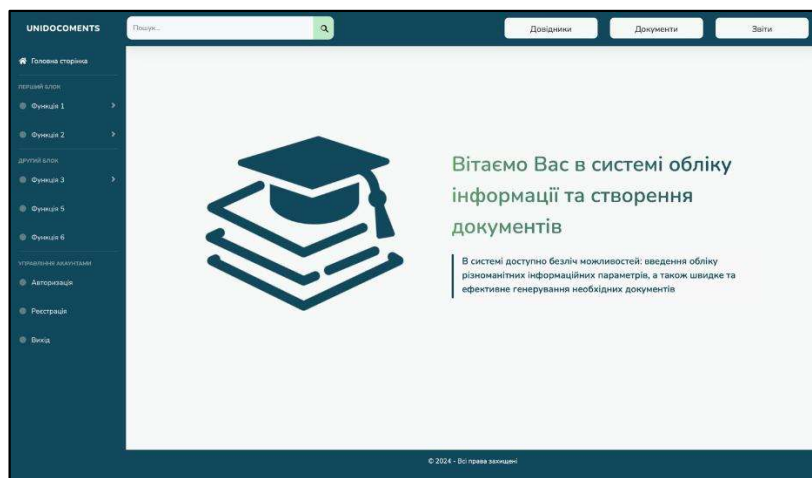 UNIDOCOMENTS
Пошук...
Довідники
Документи
Звіти
Головна сторінка
ПЕРШИЙ БЛОК
Функція 1
Функція 2
ДРУГИЙ БЛОК
Функція 3
Функція 5
Функція 6
УПРАВЛІННЯ АКАУНТАМИ
Авторизація
Реєстрація
Вихід
Вітаємо Вас в системі обліку
інформації та створення
документів
В системі доступно безліч можливостей: введення обліку
різноманітних інформаційних параметрів, а також швидке та
ефективне генерування необхідних документів
© 2024 - Всі права захищені